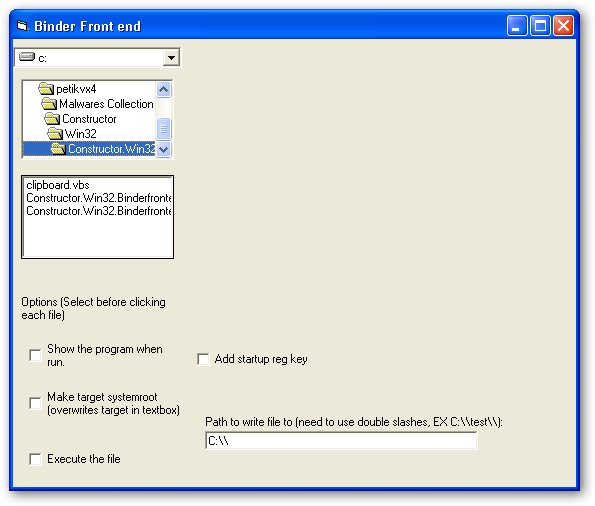 Binder Front end
c:
petikvx4
Malwares Collection
Constructor
Win32
Constructor.Win32
clipboard.vbs
Constructor.Win32.Binderfronte
Constructor.Win32.Binderfronte
Options (Select before clicking
each file)
Show the program when
run.
Add startup reg key
Make target systemroot
(overwrites target in textbox)
Path to write file to (need to use double slashes, EX C:\\test\\):
C:\\
Execute the file